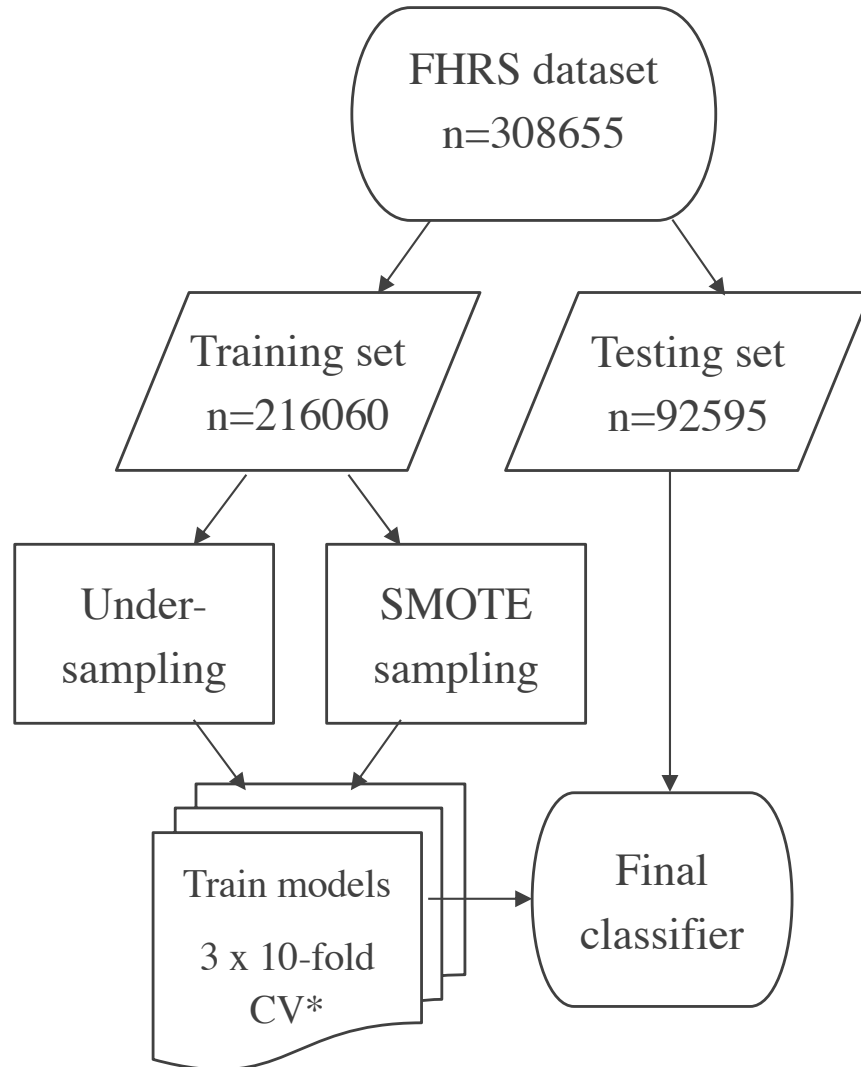 FHRS dataset
n=308655
Training set
n=216060
Testing set
n=92595
Under-
sampling
SMOTE
sampling
Train models
3 x 10-fold
CV*
Final
classifier